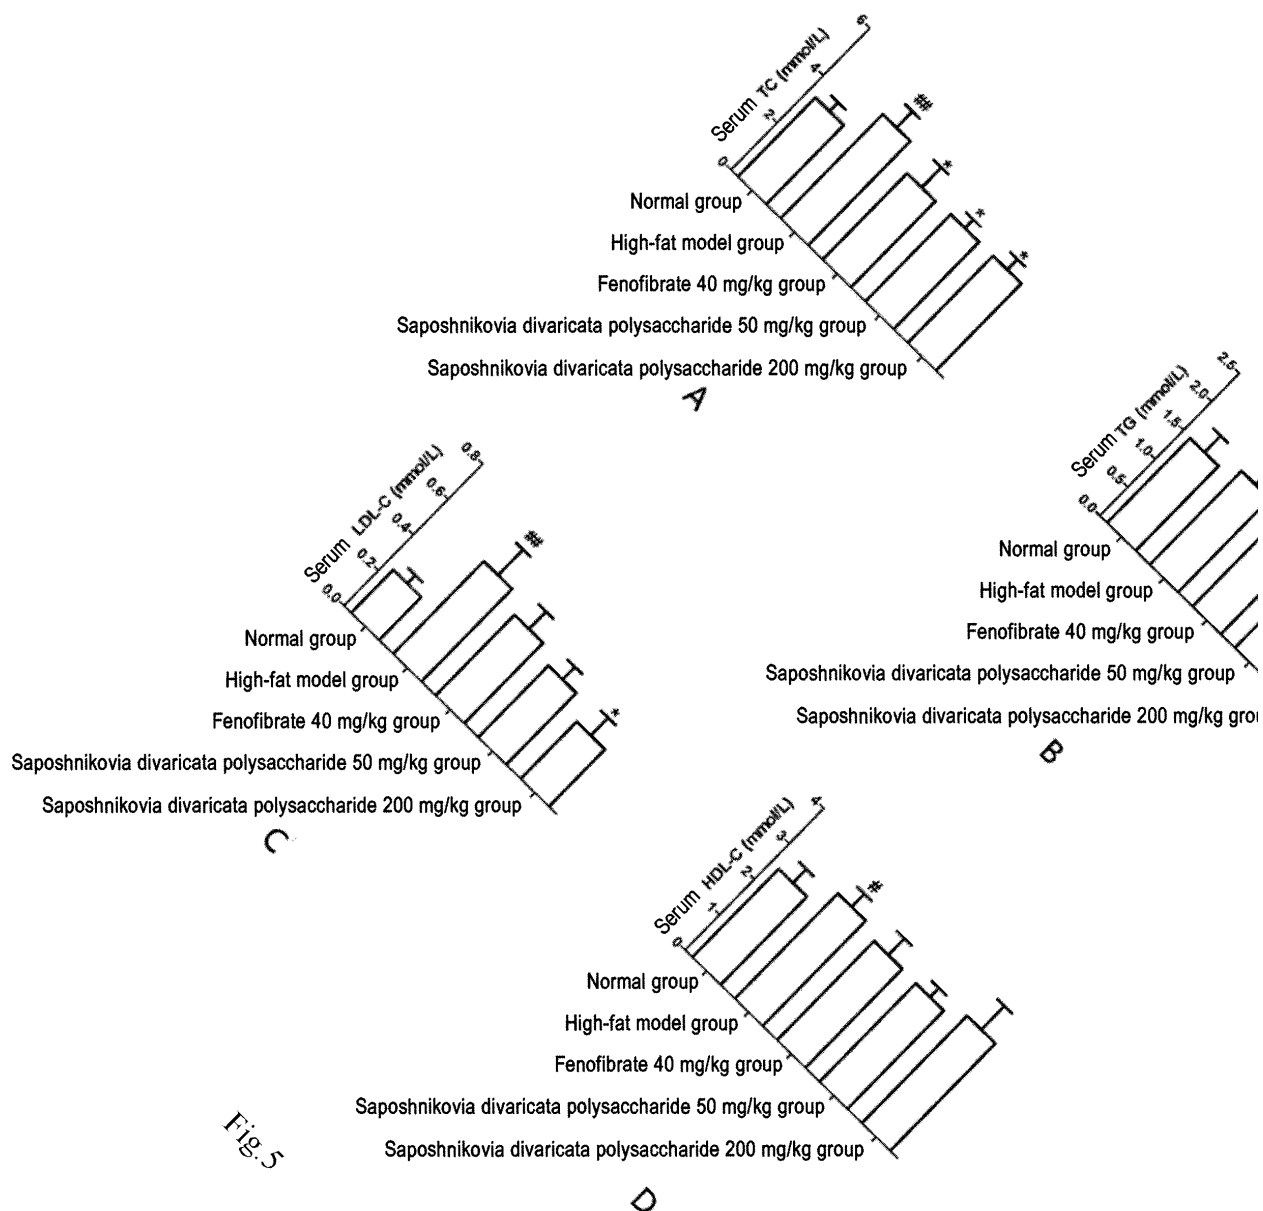 Serum TC (mmol/L)
6
4
2
0
##
*
*
*
Normal group
High-fat model group
Fenofibrate 40 mg/kg group
Saposhnikovia divaricata polysaccharide 50 mg/kg group
Saposhnikovia divaricata polysaccharide 200 mg/kg group
A
Serum TG (mmol/L)
2.5
2.0
1.5
1.0
0.5
0.0
Normal group
High-fat model group
Fenofibrate 40 mg/kg group
Saposhnikovia divaricata polysaccharide 50 mg/kg group
Saposhnikovia divaricata polysaccharide 200 mg/kg grou
B
Serum LDL-C (mmol/L)
0.8
0.6
0.4
0.2
0.0
##
*
Normal group
High-fat model group
Fenofibrate 40 mg/kg group
Saposhnikovia divaricata polysaccharide 50 mg/kg group
Saposhnikovia divaricata polysaccharide 200 mg/kg group
C
Serum HDL-C (mmol/L)
4
3
2
1
0
#
Normal group
High-fat model group
Fenofibrate 40 mg/kg group
Saposhnikovia divaricata polysaccharide 50 mg/kg group
Saposhnikovia divaricata polysaccharide 200 mg/kg group
D
Fig.5